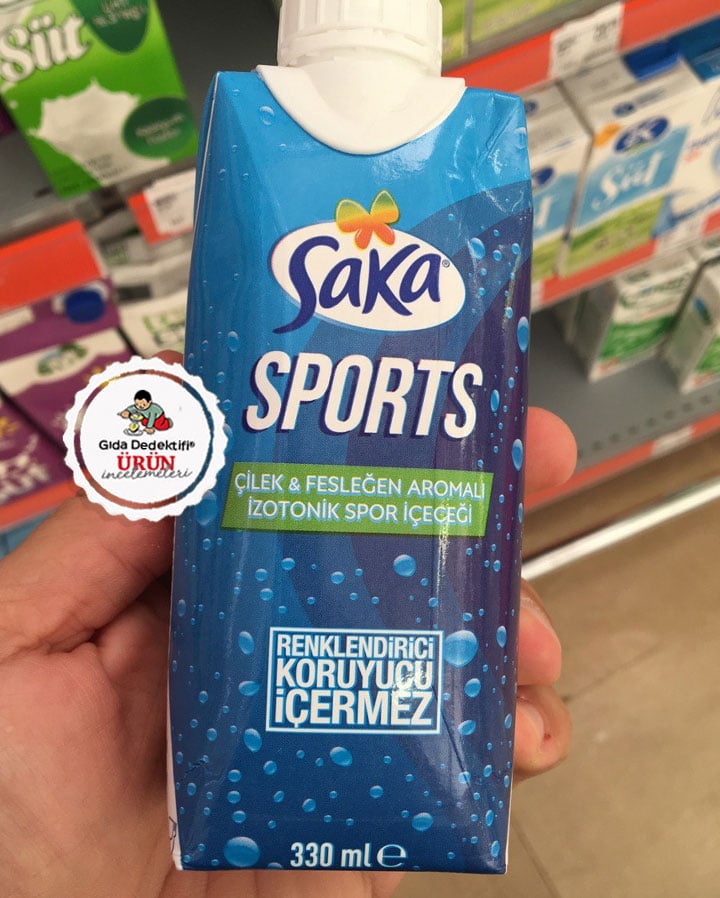 Süt
SAKA®
SPORTS
ÇİLEK & FESLEĞEN AROMALI
İZOTONİK SPOR İÇECEĞİ
RENKLENDİRİCİ
KORUYUCU
İÇERMEZ
330 ml ℮
Gıda Dedektifi®
ÜRÜN
incelemeleri
Süt